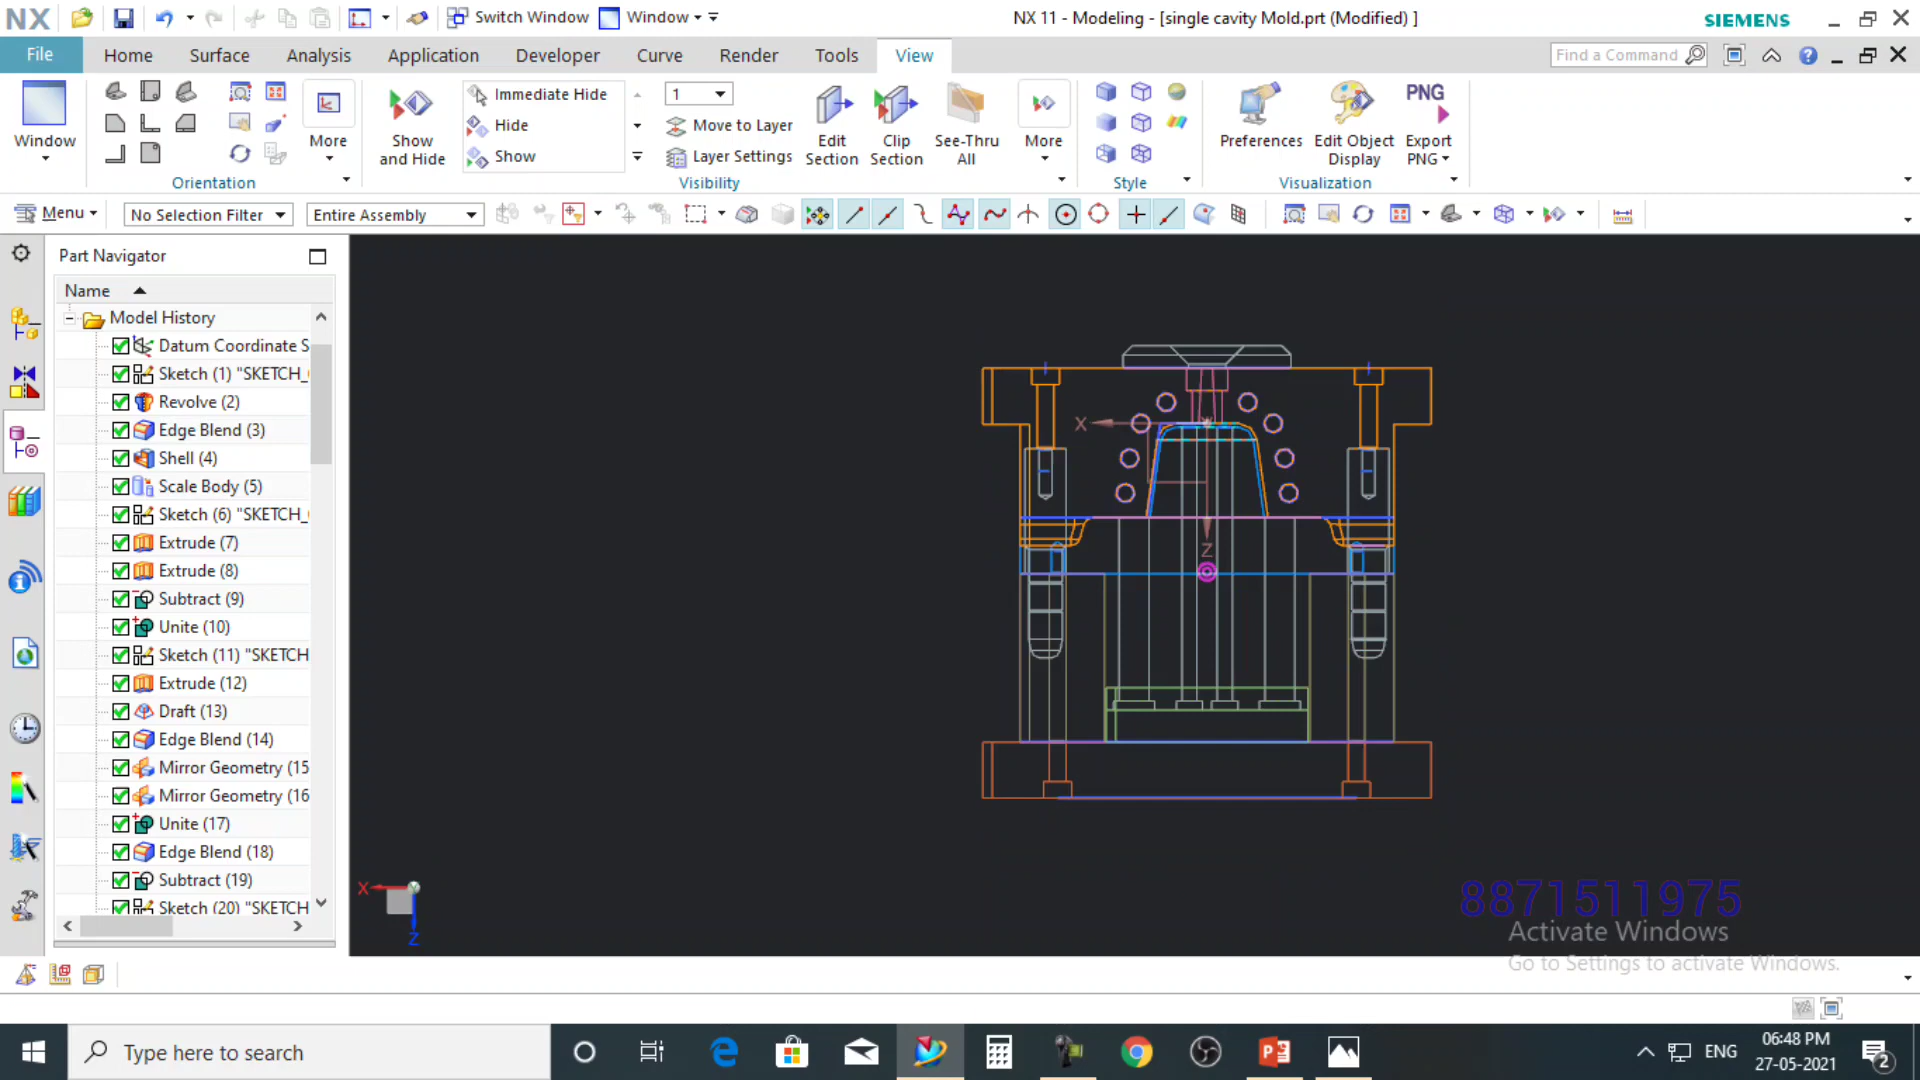 NX
Switch Window
Window
NX 11 - Modeling - [single cavity Mold.prt (Modified) ]
SIEMENS
File
Home
Surface
Analysis
Application
Developer
Curve
Render
Tools
View
Find a Command
Window
More
Orientation
Show
and Hide
Immediate Hide
Hide
Show
1
Move to Layer
Layer Settings
Visibility
Edit
Section
Clip
Section
See-Thru
All
More
Style
Preferences
Edit Object
Display
PNG
Export
PNG
Visualization
Menu
No Selection Filter
Entire Assembly
Part Navigator
Name
Model History
Datum Coordinate S
Sketch (1) "SKETCH_
Revolve (2)
Edge Blend (3)
Shell (4)
Scale Body (5)
Sketch (6) "SKETCH_
Extrude (7)
Extrude (8)
Subtract (9)
Unite (10)
Sketch (11) "SKETCH
Extrude (12)
Draft (13)
Edge Blend (14)
Mirror Geometry (15
Mirror Geometry (16
Unite (17)
Edge Blend (18)
Subtract (19)
Sketch (20) "SKETCH
X
Z
X
Z
8871511975
Activate Windows
Go to Settings to activate Windows.
Type here to search
ENG
06:48 PM
27-05-2021
2